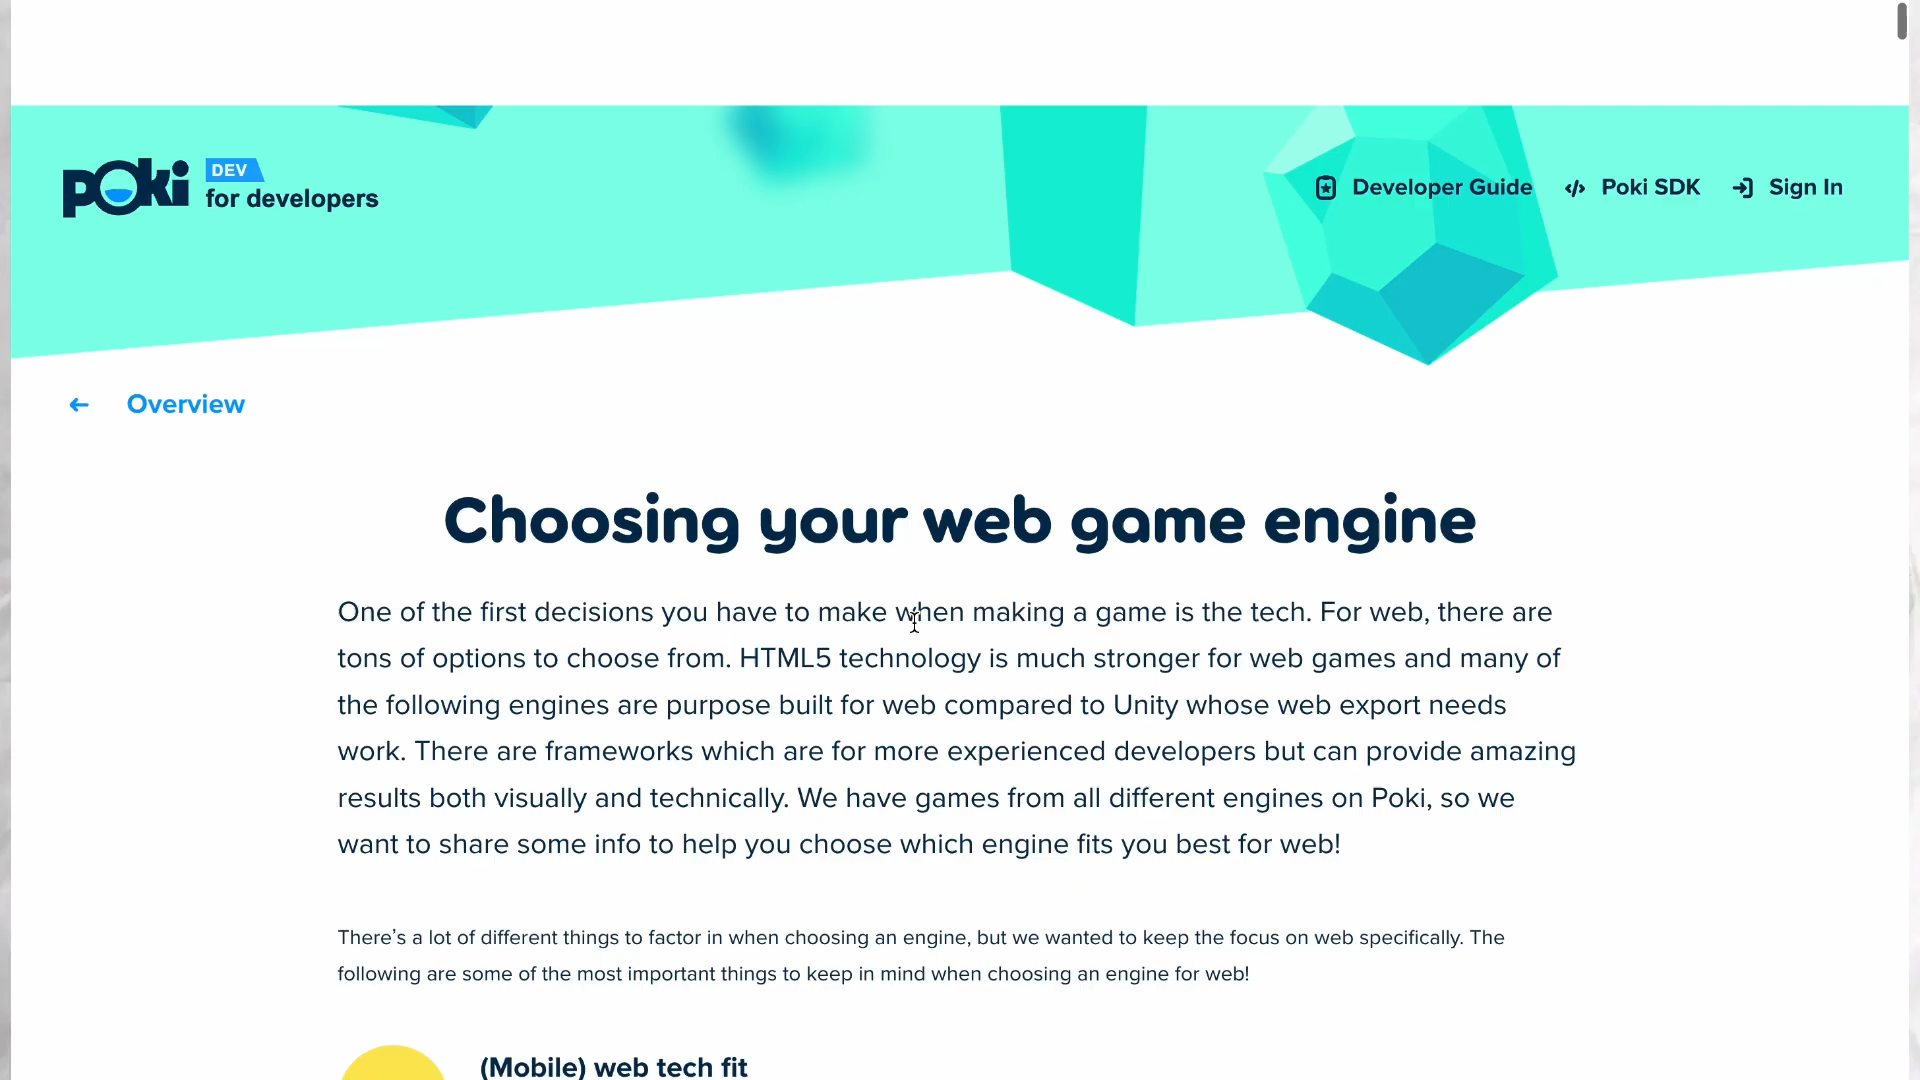 poki DEV
for developers
Developer Guide
Poki SDK
Sign In
Overview
Choosing your web game engine
One of the first decisions you have to make when making a game is the tech. For web, there are
tons of options to choose from. HTML5 technology is much stronger for web games and many of
the following engines are purpose built for web compared to Unity whose web export needs
work. There are frameworks which are for more experienced developers but can provide amazing
results both visually and technically. We have games from all different engines on Poki, so we
want to share some info to help you choose which engine fits you best for web!
There's a lot of different things to factor in when choosing an engine, but we wanted to keep the focus on web specifically. The
following are some of the most important things to keep in mind when choosing an engine for web!
(Mobile) web tech fit